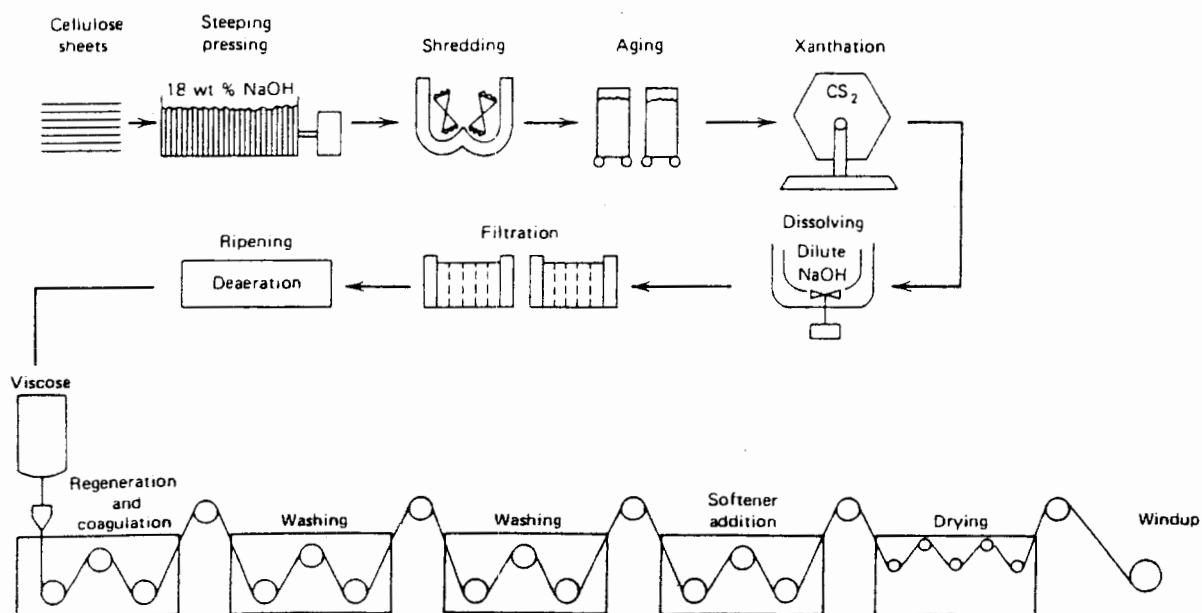 Cellulose
sheets
Steeping
pressing
18 wt % NaOH
Shredding
Aging
Xanthation
CS2
Dissolving
Dilute
NaOH
Filtration
Ripening
Deaeration
Viscose
Regeneration
and
coagulation
Washing
Washing
Softener
addition
Drying
Windup